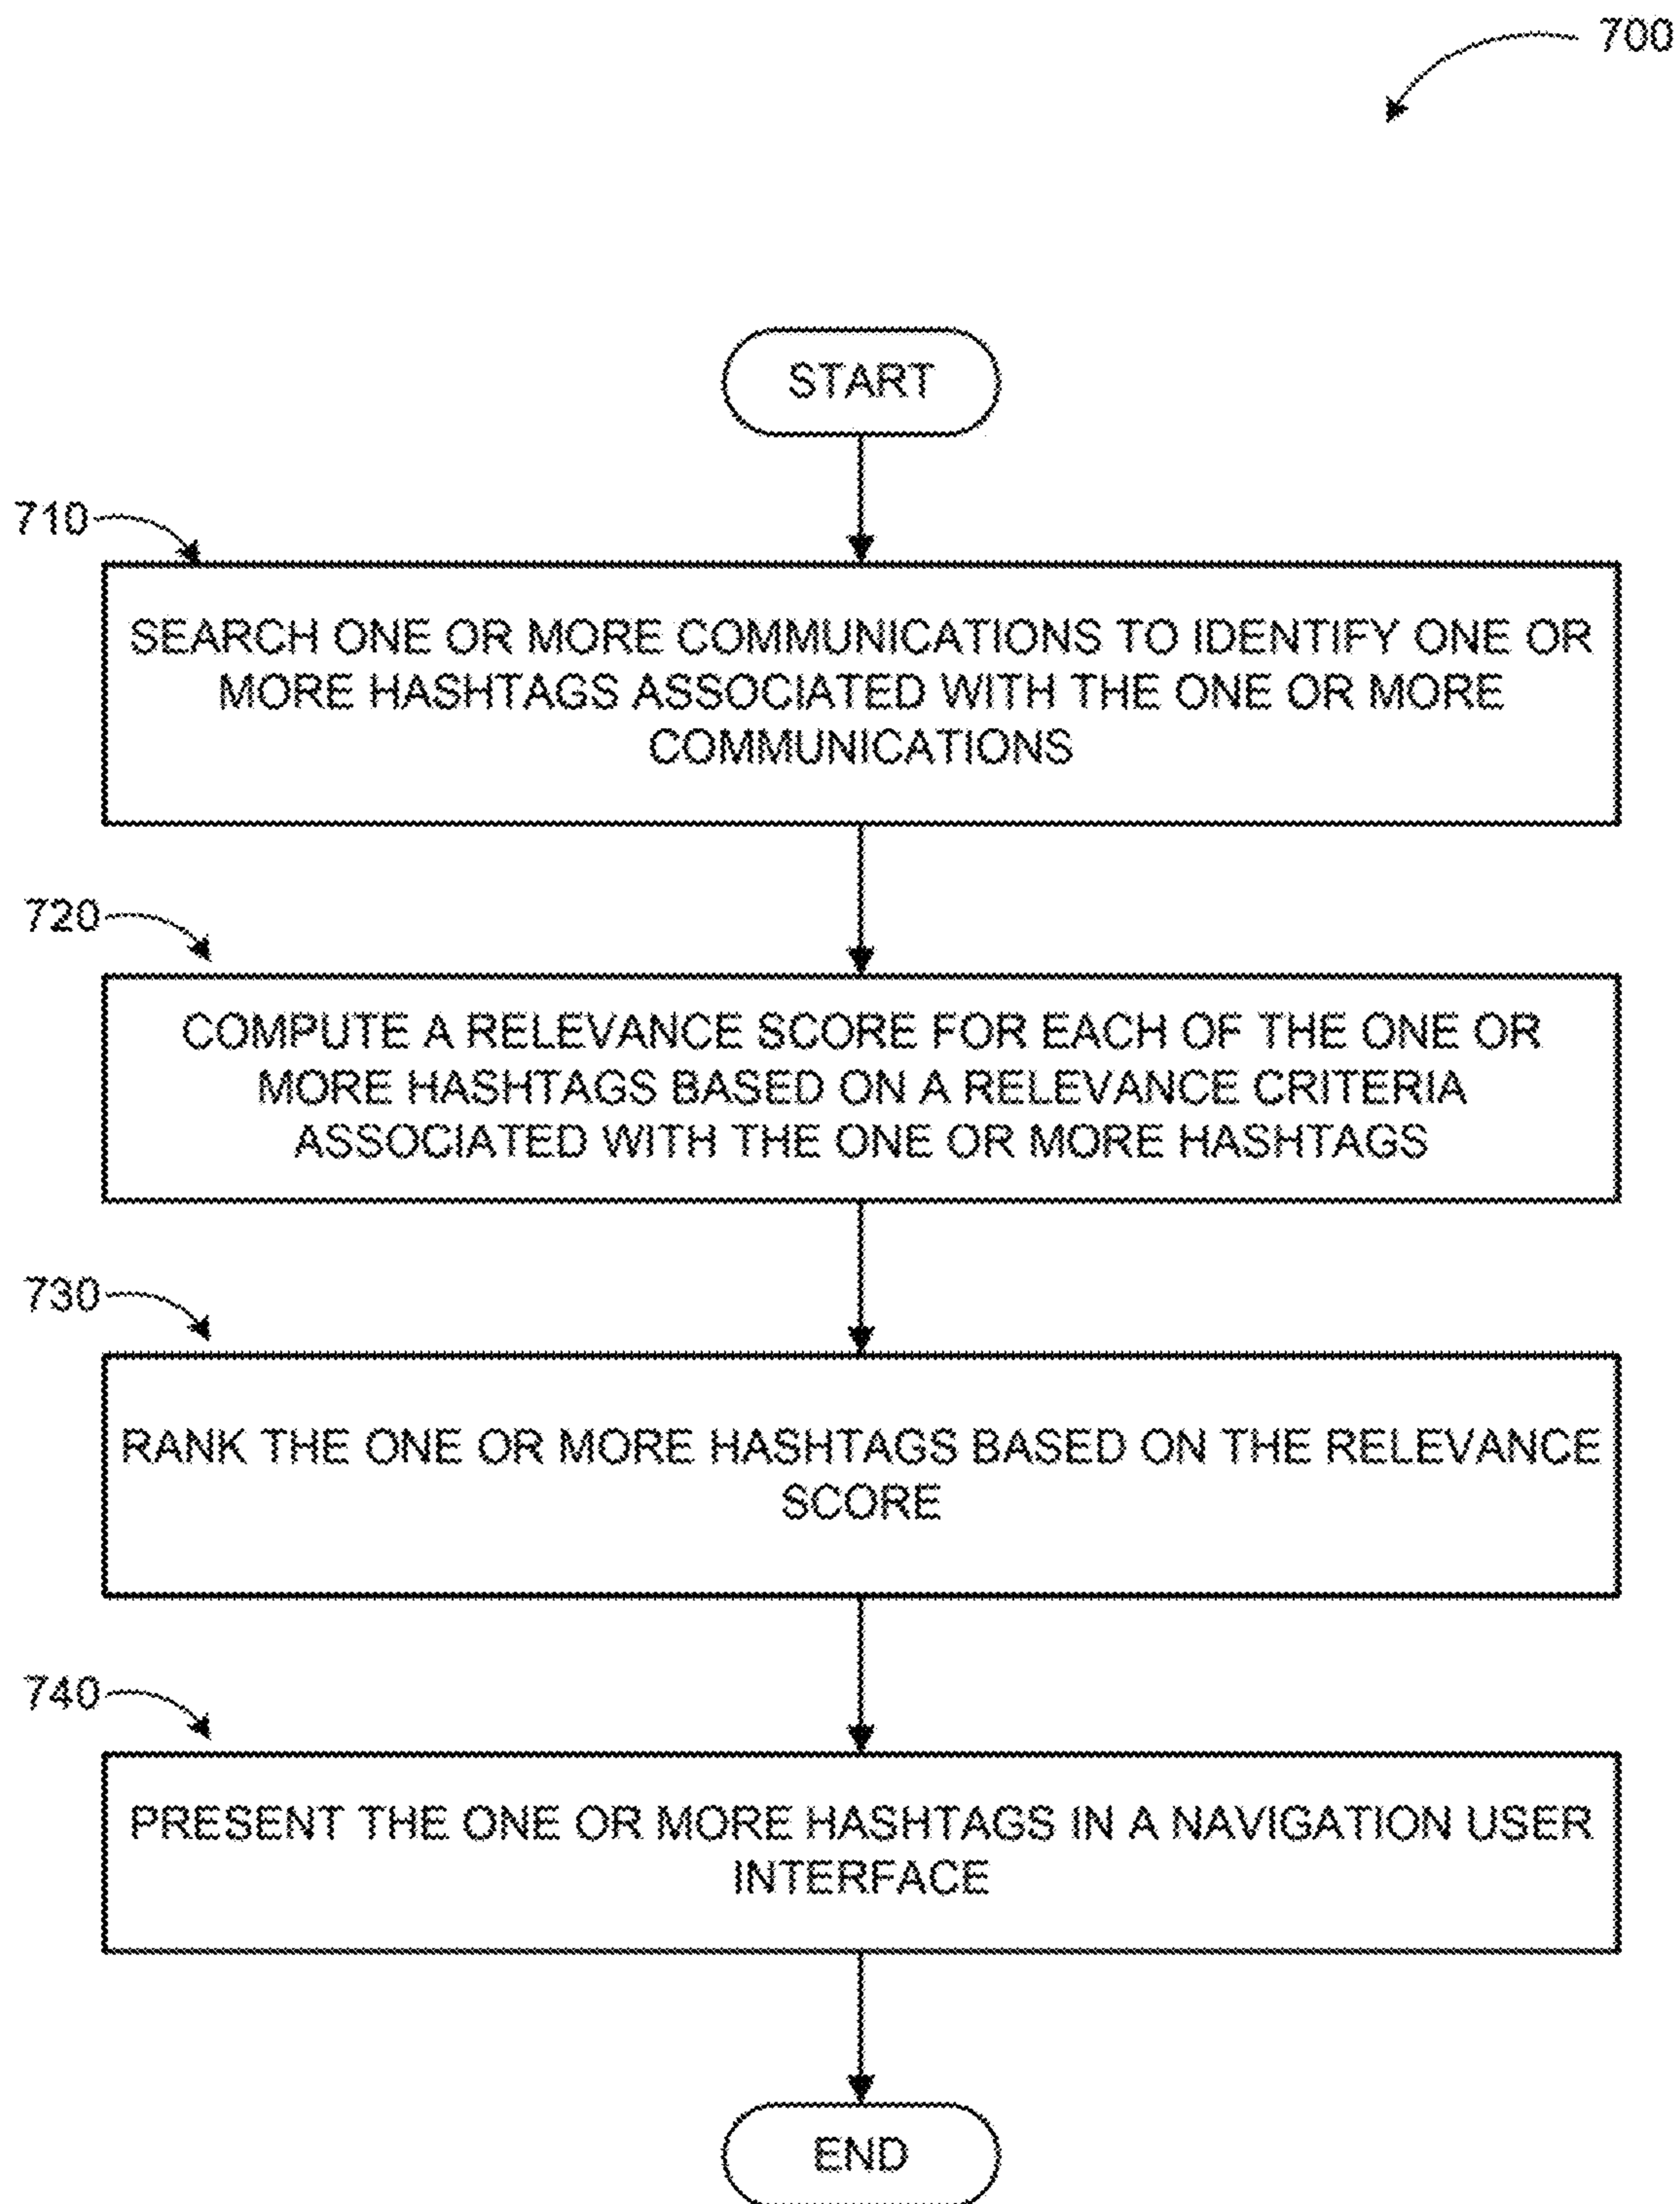 700
START
710
SEARCH ONE OR MORE COMMUNICATIONS TO IDENTIFY ONE OR
MORE HASHTAGS ASSOCIATED WITH THE ONE OR MORE
COMMUNICATIONS
720
COMPUTE A RELEVANCE SCORE FOR EACH OF THE ONE OR
MORE HASHTAGS BASED ON A RELEVANCE CRITERIA
ASSOCIATED WITH THE ONE OR MORE HASHTAGS
730
RANK THE ONE OR MORE HASHTAGS BASED ON THE RELEVANCE
SCORE
740
PRESENT THE ONE OR MORE HASHTAGS IN A NAVIGATION USER
INTERFACE
END